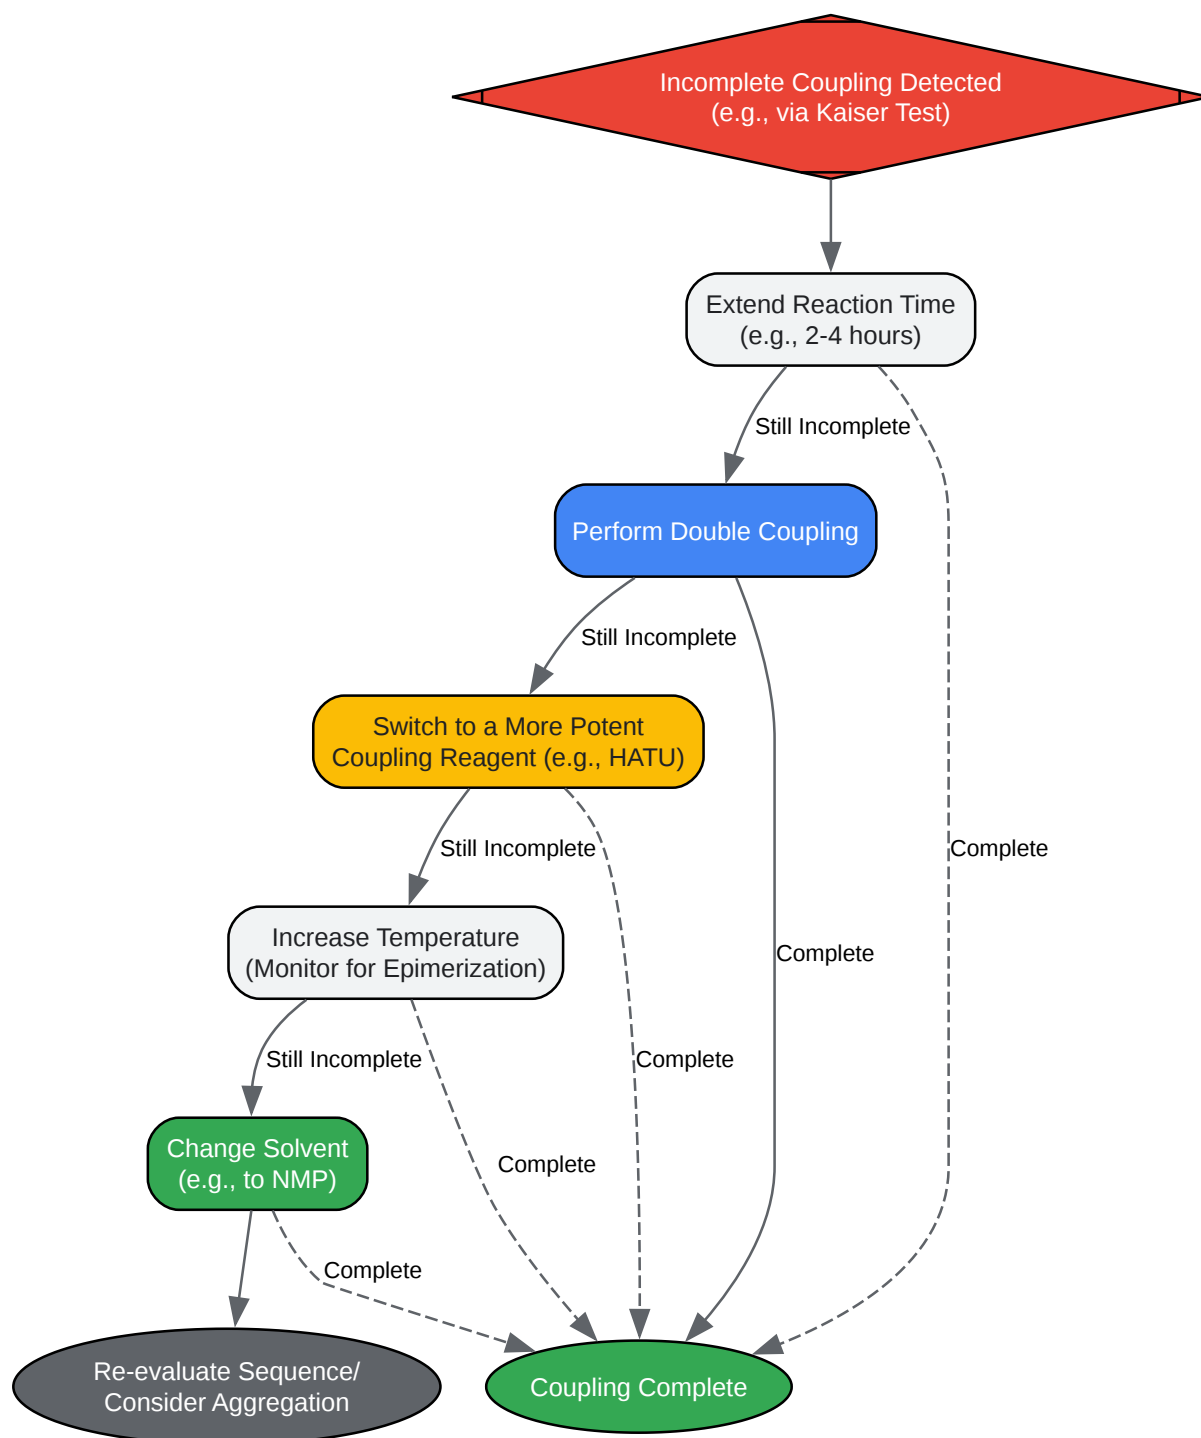 Incomplete Coupling Detected
(e.g., via Kaiser Test)
Extend Reaction Time
(e.g., 2-4 hours)
Still Incomplete
Perform Double Coupling
Still Incomplete
Switch to a More Potent
Coupling Reagent (e.g., HATU)
Still Incomplete
Complete
Increase Temperature
(Monitor for Epimerization)
Complete
Still Incomplete
Complete
Change Solvent
(e.g., to NMP)
Complete
Complete
Re-evaluate Sequence/
Consider Aggregation
Coupling Complete